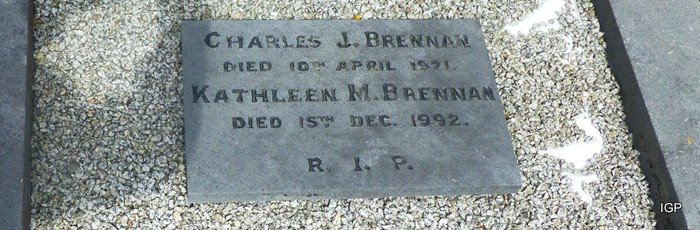 CHARLES J. BRENNAN
DIED 10TH APRIL 1971.
KATHLEEN M. BRENNAN
DIED 15TH DEC. 1992.
R. I. P.
IGP